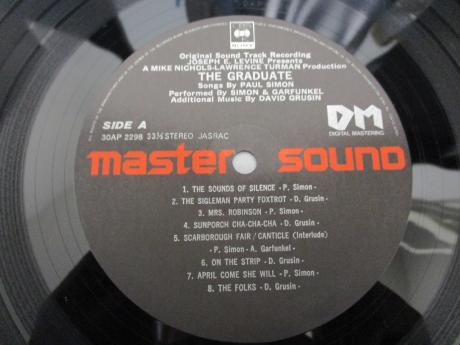 SONY
Original Sound Track Recording
JOSEPH E. LEVINE Presents
A MIKE NICHOLS-LAWRENCE TURMAN Production
THE GRADUATE
Songs By PAUL SIMON
Performed By SIMON & GARFUNKEL
Additional Music By DAVID GRUSIN
SIDE A
30AP 2298 33⅓ STEREO JASRAC
DM
DIGITAL MASTERING
master sound
1. THE SOUNDS OF SILENCE - P. Simon -
2. THE SIGLEMAN PARTY FOXTROT - D. Grusin -
3. MRS. ROBINSON - P. Simon -
4. SUNPORCH CHA-CHA-CHA - D. Grusin -
5. SCARBOROUGH FAIR / CANTICLE (Interlude)
- P. Simon - A. Garfunkel -
6. ON THE STRIP - D. Grusin -
7. APRIL COME SHE WILL - P. Simon -
8. THE FOLKS - D. Grusin -